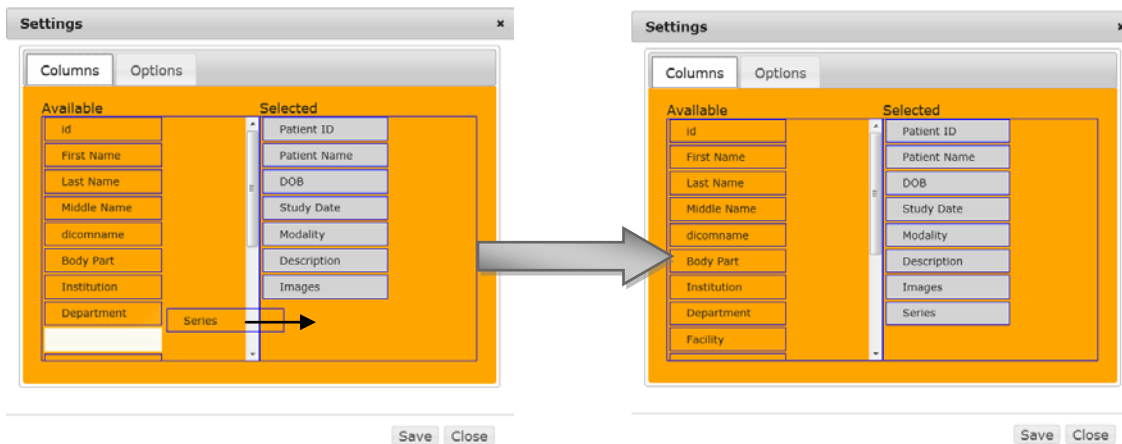 Settings ×
Columns Options
Available Selected
id Patient ID
First Name Patient Name
Last Name DOB
Middle Name Study Date
dicomname Modality
Body Part Description
Institution Images
Department
Series
Save Close
Settings ×
Columns Options
Available Selected
id Patient ID
First Name Patient Name
Last Name DOB
Middle Name Study Date
dicomname Modality
Body Part Description
Institution Images
Department Series
Facility
Save Close